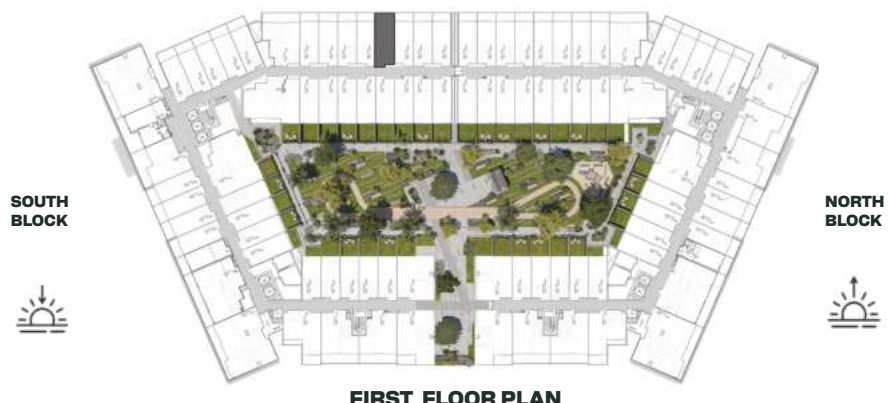 SOUTH
BLOCK
NORTH
BLOCK
FIRST FLOOR PLAN